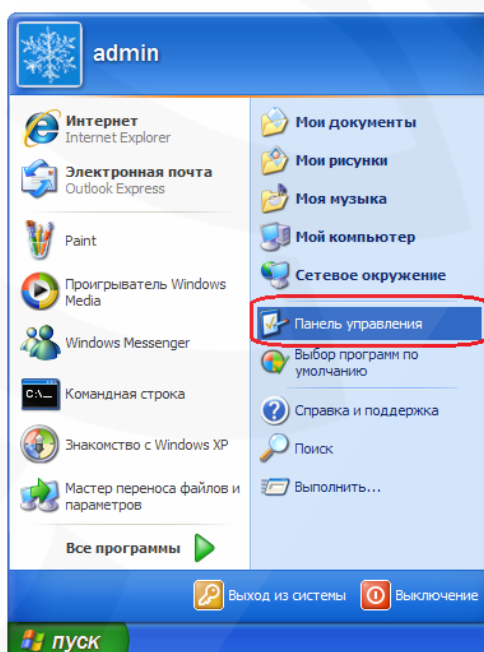 admin
Интернет
Internet Explorer
Электронная почта
Outlook Express
Paint
Проигрыватель Windows
Media
Windows Messenger
C:\_
Командная строка
Знакомство с Windows XP
Мастер переноса файлов и
параметров
Все программы
Мои документы
Мои рисунки
Моя музыка
Мой компьютер
Сетевое окружение
Панель управления
Выбор программ по
умолчанию
Справка и поддержка
Поиск
Выполнить...
Выход из системы
Выключение
пуск